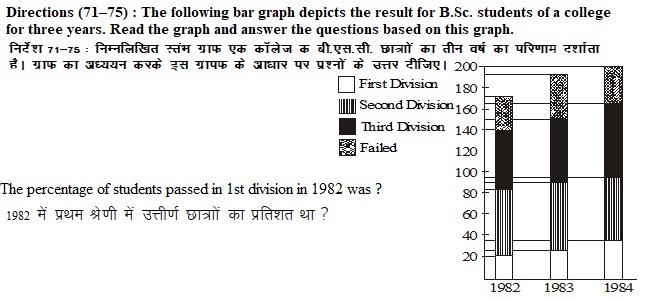 Directions (71–75) : The following bar graph depicts the result for B.Sc. students of a college
for three years. Read the graph and answer the questions based on this graph.
निर्देश 71-75 : निम्नलिखित स्तंभ ग्राफ एक कॉलेज क बी.एस.सी. छात्राों का तीन वर्ष का परिणाम दर्शाता
है। ग्राफ का अध्ययन करके इस ग्रापफ के आधार पर प्रश्नों के उत्तर दीजिए।
First Division
Second Division
Third Division
Failed
200
180
160
140
120
100
80
60
40
20
1982 1983 1984
The percentage of students passed in 1st division in 1982 was ?
1982 में प्रथम श्रेणी में उत्तीर्ण छात्राों का प्रतिशत था ?